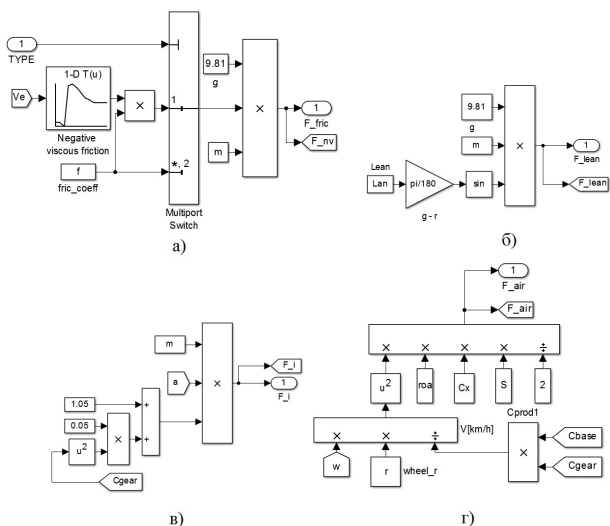 1
TYPE
1-D T(u)
Ve
Negative
viscous friction
f
fric_coeff
×
1
*, 2
Multiport
Switch
9.81
g
m
×
1
F_fric
F_nv
а)
9.81
g
m
Lean
Lan
pi/180
g - r
sin
×
1
F_lean
F_lean
б)
m
a
1.05
0.05
u²
×
+
+
×
Cgear
F_i
1
F_i
в)
1
F_air
F_air
× × × × ÷
u²
roa
Cx
S
2
Cprod1
V[km/h]
× × ÷
w
r
wheel_r
×
Cbase
Cgear
г)